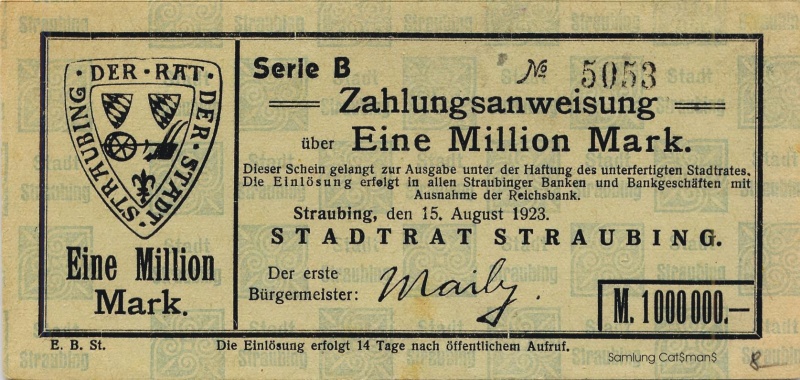 DER · RAT · DER · STADT · STRAUBING
Eine Million
Mark.
Serie B
№ 5053
Zahlungsanweisung
über Eine Million Mark.
Dieser Schein gelangt zur Ausgabe unter der Haftung des unterfertigten Stadtrates.
Die Einlösung erfolgt in allen Straubinger Banken und Bankgeschäften mit
Ausnahme der Reichsbank.
Straubing, den 15. August 1923.
STADTRAT STRAUBING.
Der erste
Bürgermeister:
M. 1000000.—
E. B. St.
Die Einlösung erfolgt 14 Tage nach öffentlichem Aufruf.
Samlung Cat$man$
8